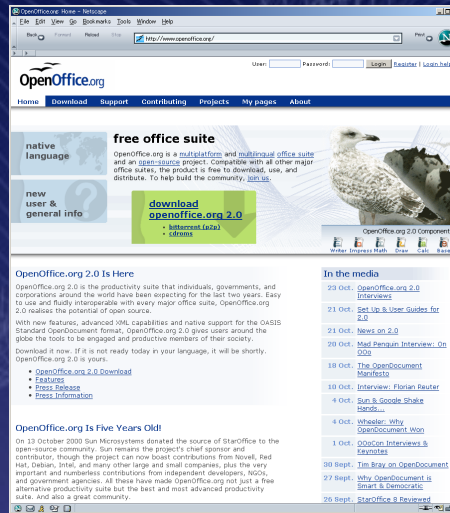 OpenOffice.org: Home - Netscape
File Edit View Go Bookmarks Tools Window Help
Back Forward Reload Stop http://www.openoffice.org/ Print
User: Password: Login Register | Login help
OpenOffice.org
Home Download Support Contributing Projects My pages About
native
language
new
user &
general info
free office suite
OpenOffice.org is a multiplatform and multilingual office suite
and an open-source project. Compatible with all other major
office suites, the product is free to download, use, and
distribute. To help build the community, join us.
download
openoffice.org 2.0
• bittorrent (p2p)
• cdroms
OpenOffice.org 2.0 Component
Writer Impress Math Draw Calc Base
OpenOffice.org 2.0 Is Here
OpenOffice.org 2.0 is the productivity suite that individuals, governments, and
corporations around the world have been expecting for the last two years. Easy
to use and fluidly interoperable with every major office suite, OpenOffice.org
2.0 realises the potential of open source.
With new features, advanced XML capabilities and native support for the OASIS
Standard OpenDocument format, OpenOffice.org 2.0 gives users around the
globe the tools to be engaged and productive members of their society.
Download it now. If it is not ready today in your language, it will be shortly.
OpenOffice.org 2.0 is yours.
• OpenOffice.org 2.0 Download
• Features
• Press Release
• Press Information
OpenOffice.org Is Five Years Old!
On 13 October 2000 Sun Microsystems donated the source of StarOffice to the
open-source community. Sun remains the project's chief sponsor and
contributor, though the project can now boast contributions from Novell, Red
Hat, Debian, Intel, and many other large and small companies, plus the very
important and numberless contributions from independent developers, NGOs,
and government agencies. All these have made OpenOffice.org not just a free
alternative productivity suite but the best and most advanced productivity
suite. And also a great community.
In the media
23 Oct. OpenOffice.org 2.0
Interviews
21 Oct. Set Up & User Guides for
2.0
21 Oct. News on 2.0
20 Oct. Mad Penguin Interview: On
OOo
18 Oct. The OpenDocument
Manifesto
10 Oct. Interview: Florian Reuter
4 Oct. Sun & Google Shake
Hands...
4 Oct. Wheeler: Why
OpenDocument Won
1 Oct. OOoCon Interviews &
Keynotes
30 Sept. Tim Bray on OpenDocument
27 Sept. Why OpenDocument is
Smart & Democratic
26 Sept. StarOffice 8 Reviewed